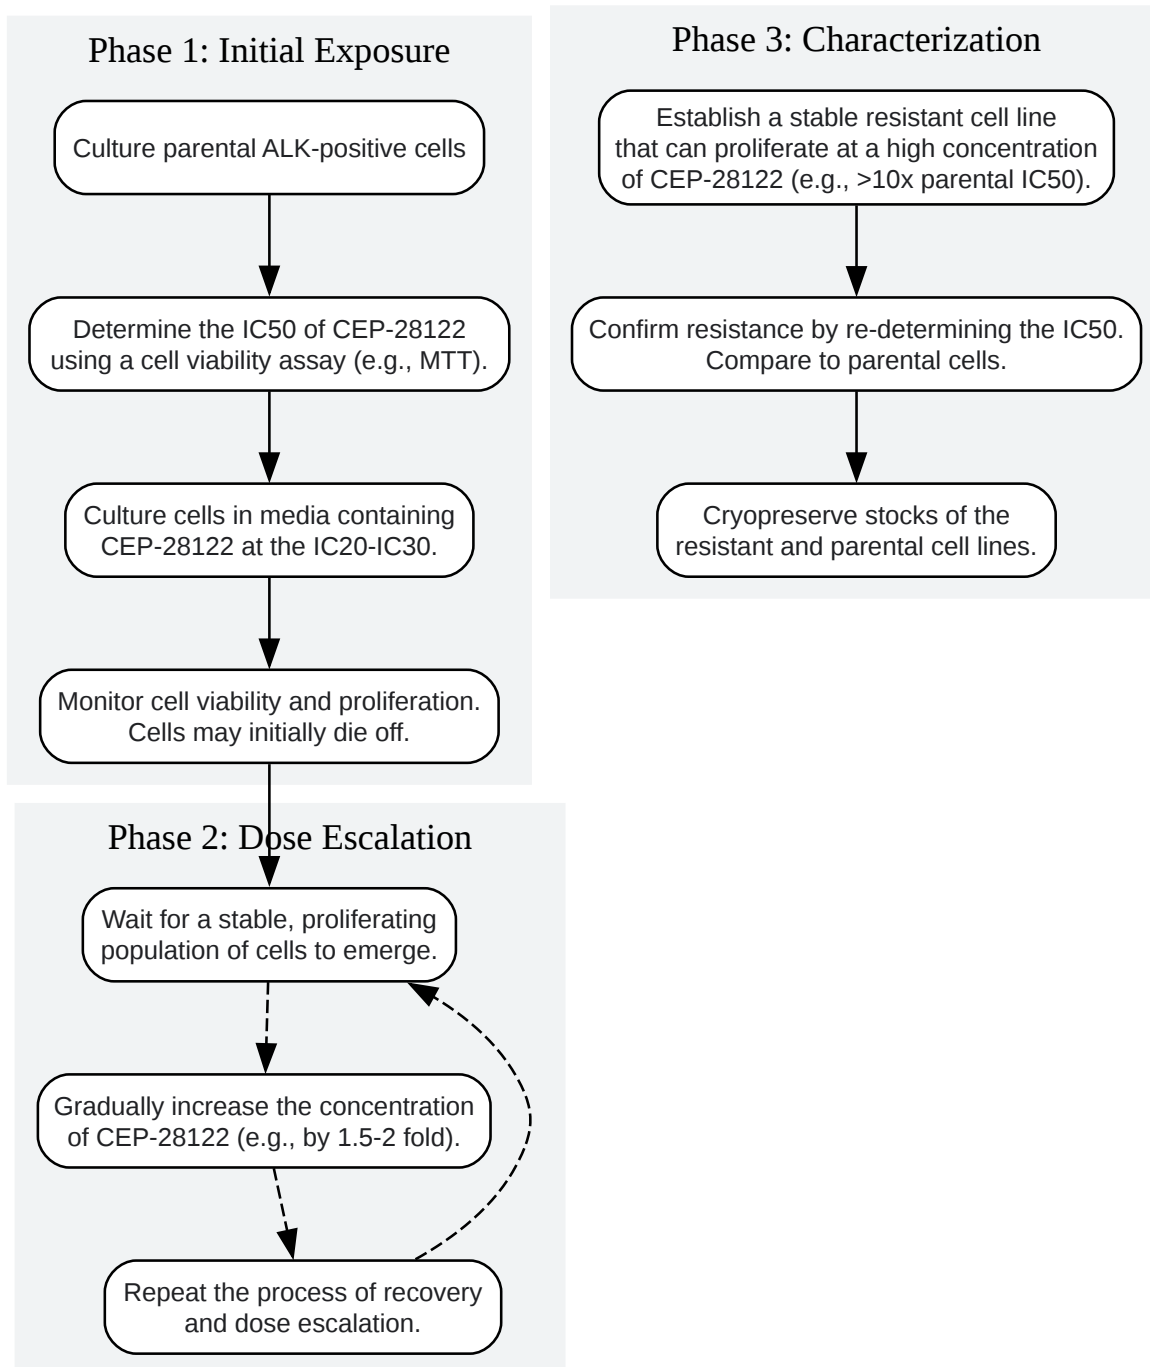 Phase 1: Initial Exposure
Culture parental ALK-positive cells
Determine the IC50 of CEP-28122
using a cell viability assay (e.g., MTT).
Culture cells in media containing
CEP-28122 at the IC20-IC30.
Monitor cell viability and proliferation.
Cells may initially die off.
Phase 2: Dose Escalation
Wait for a stable, proliferating
population of cells to emerge.
Gradually increase the concentration
of CEP-28122 (e.g., by 1.5-2 fold).
Repeat the process of recovery
and dose escalation.
Phase 3: Characterization
Establish a stable resistant cell line
that can proliferate at a high concentration
of CEP-28122 (e.g., >10x parental IC50).
Confirm resistance by re-determining the IC50.
Compare to parental cells.
Cryopreserve stocks of the
resistant and parental cell lines.